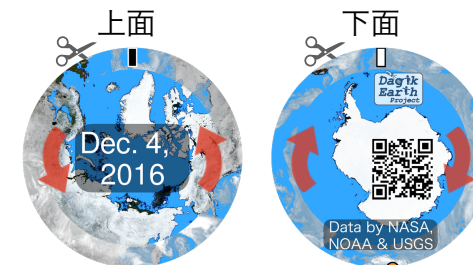 上面
下面
Dec. 4,
2016
Dagik
Earth
Project
Data by NASA,
NOAA & USGS